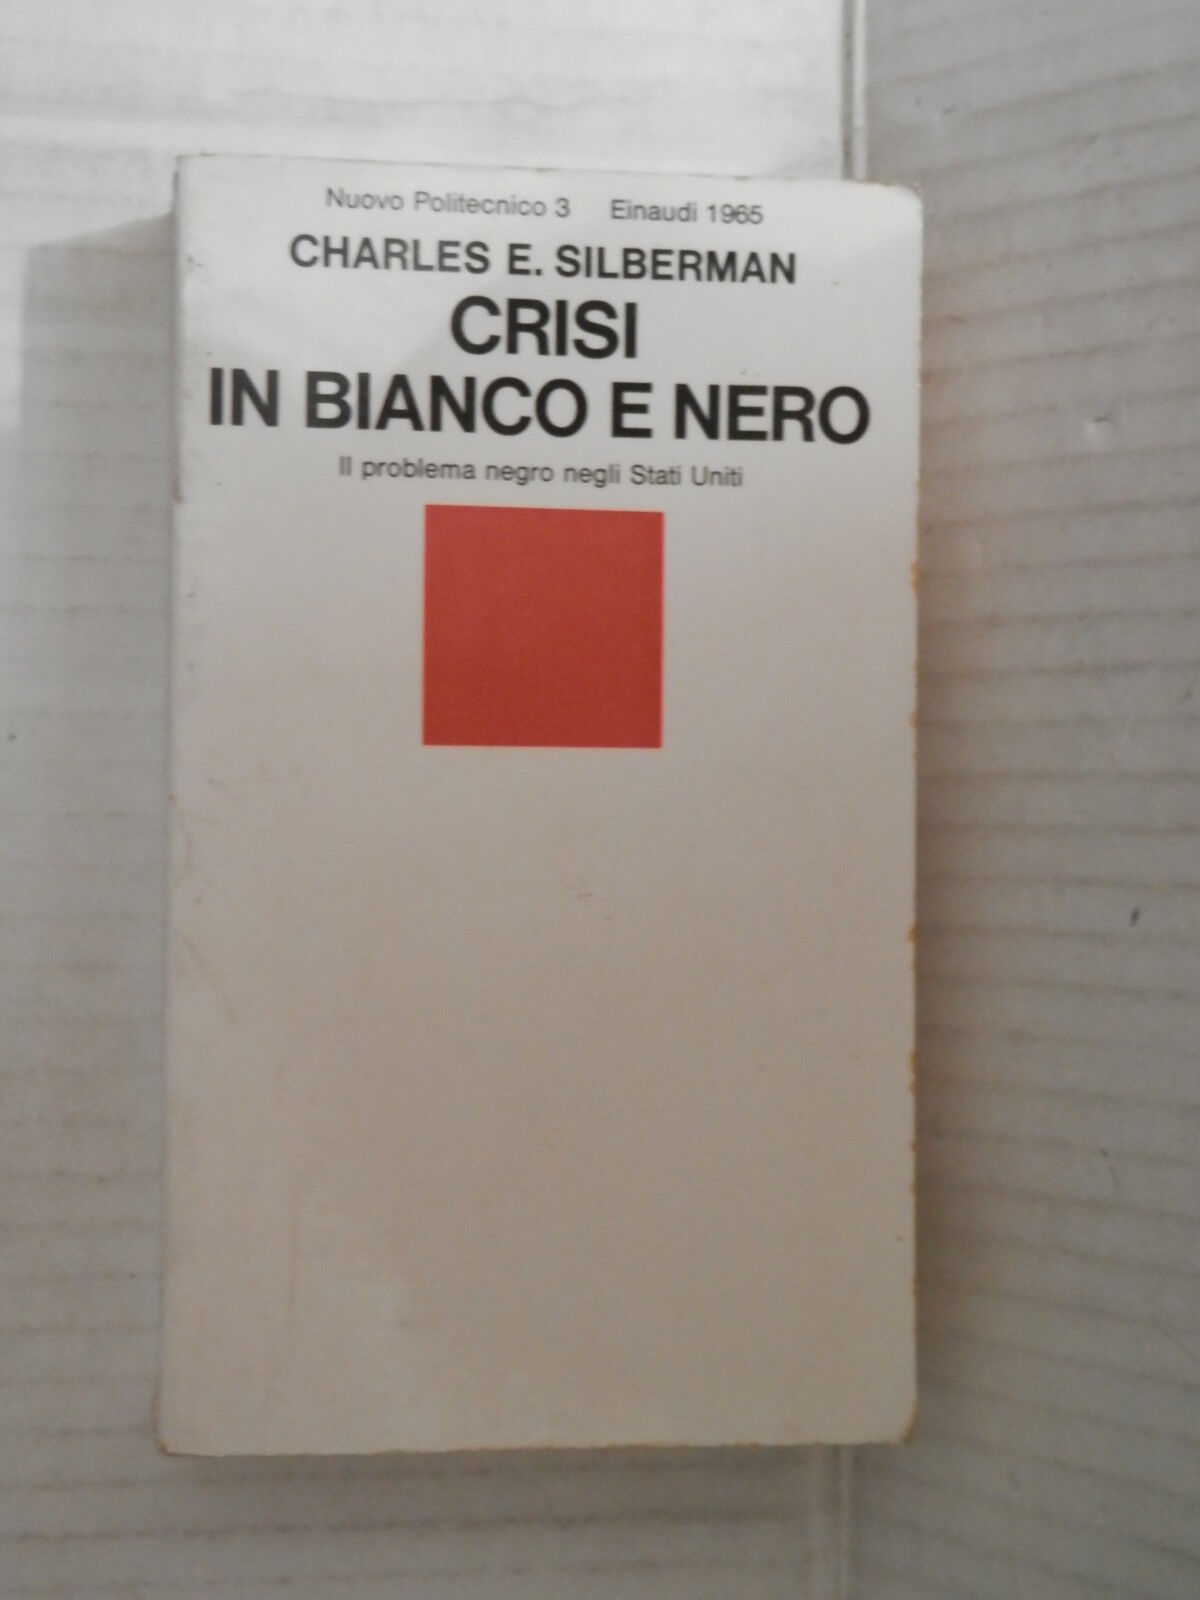 Nuovo Politecnico 3 Einaudi 1965
CHARLES E. SILBERMAN
CRISI
IN BIANCO E NERO
Il problema negro negli Stati Uniti